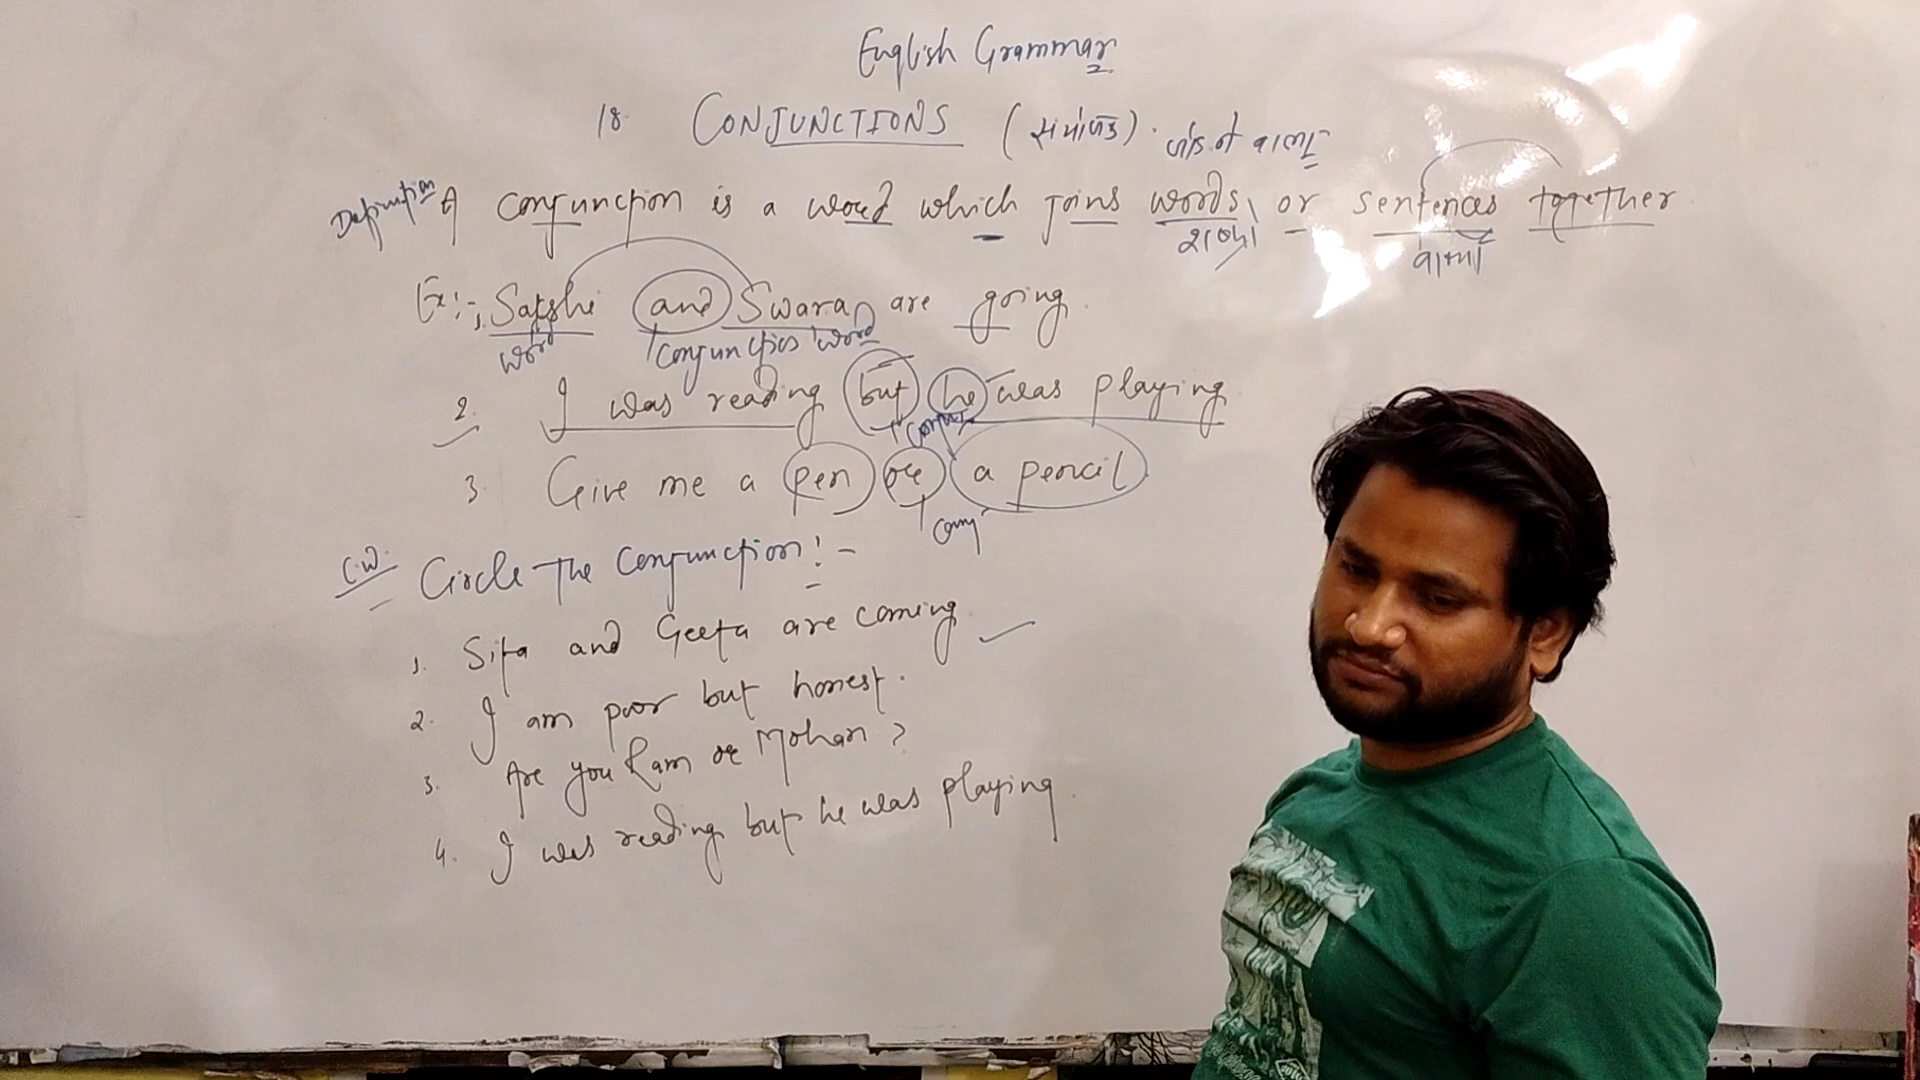 English Grammar
18. CONJUNCTIONS (संयोजक) जोड़ने वाला
Definition A conjunction is a word which joins words, or sentences together
शब्दों वाक्यों
Ex:- 1. Sakshi and Swara are going.
word conjunction word
2. I was reading but he was playing.
conj
3. Give me a pen or a pencil
conj
C.W. Circle the Conjunction:-
1. Sita and Geeta are coming.
2. I am poor but honest.
3. Are you Ram or Mohan?
4. I was reading but he was playing.